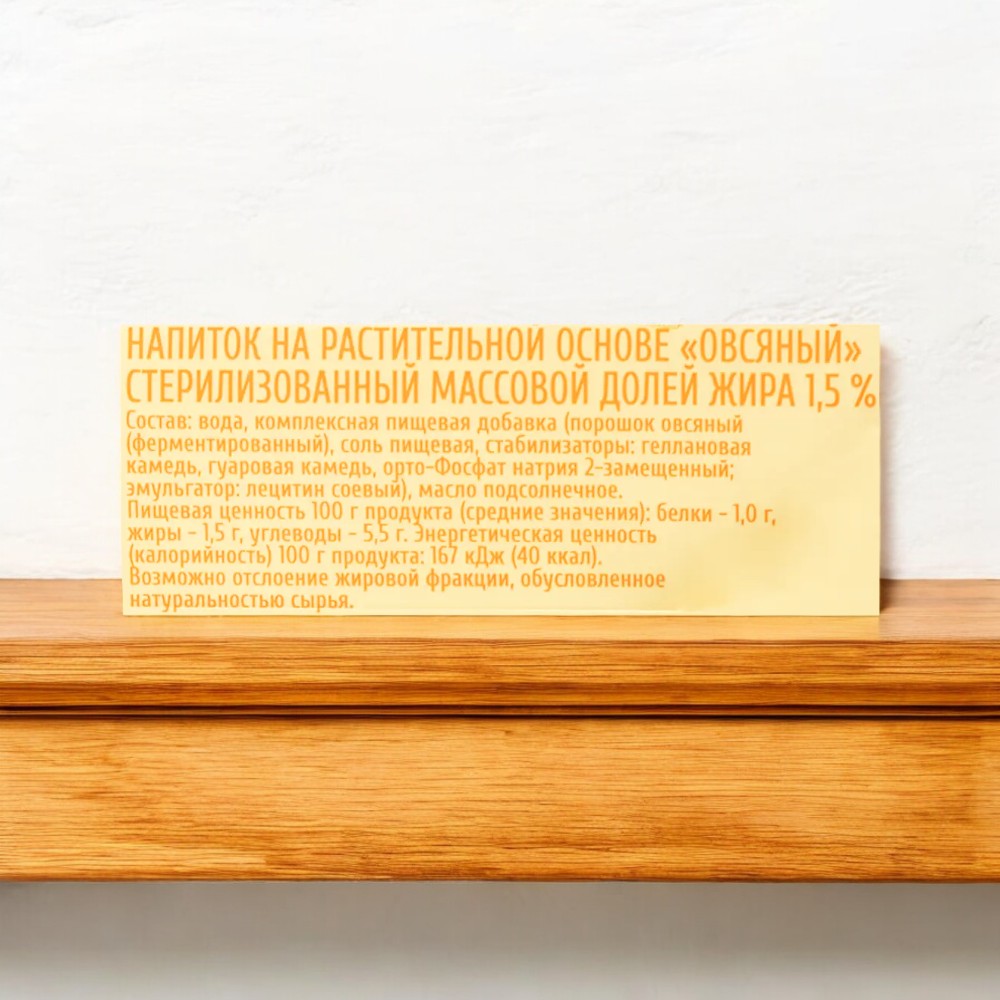 НАПИТОК НА РАСТИТЕЛЬНОЙ ОСНОВЕ «ОВСЯНЫЙ»
СТЕРИЛИЗОВАННЫЙ МАССОВОЙ ДОЛЕЙ ЖИРА 1,5 %
Состав: вода, комплексная пищевая добавка (порошок овсяный
(ферментированный), соль пищевая, стабилизаторы: геллановая
камедь, гуаровая камедь, орто-Фосфат натрия 2-замещенный;
эмульгатор: лецитин соевый), масло подсолнечное.
Пищевая ценность 100 г продукта (средние значения): белки – 1,0 г,
жиры – 1,5 г, углеводы – 5,5 г. Энергетическая ценность
(калорийность) 100 г продукта: 167 кДж (40 ккал).
Возможно отслоение жировой фракции, обусловленное
натуральностью сырья.